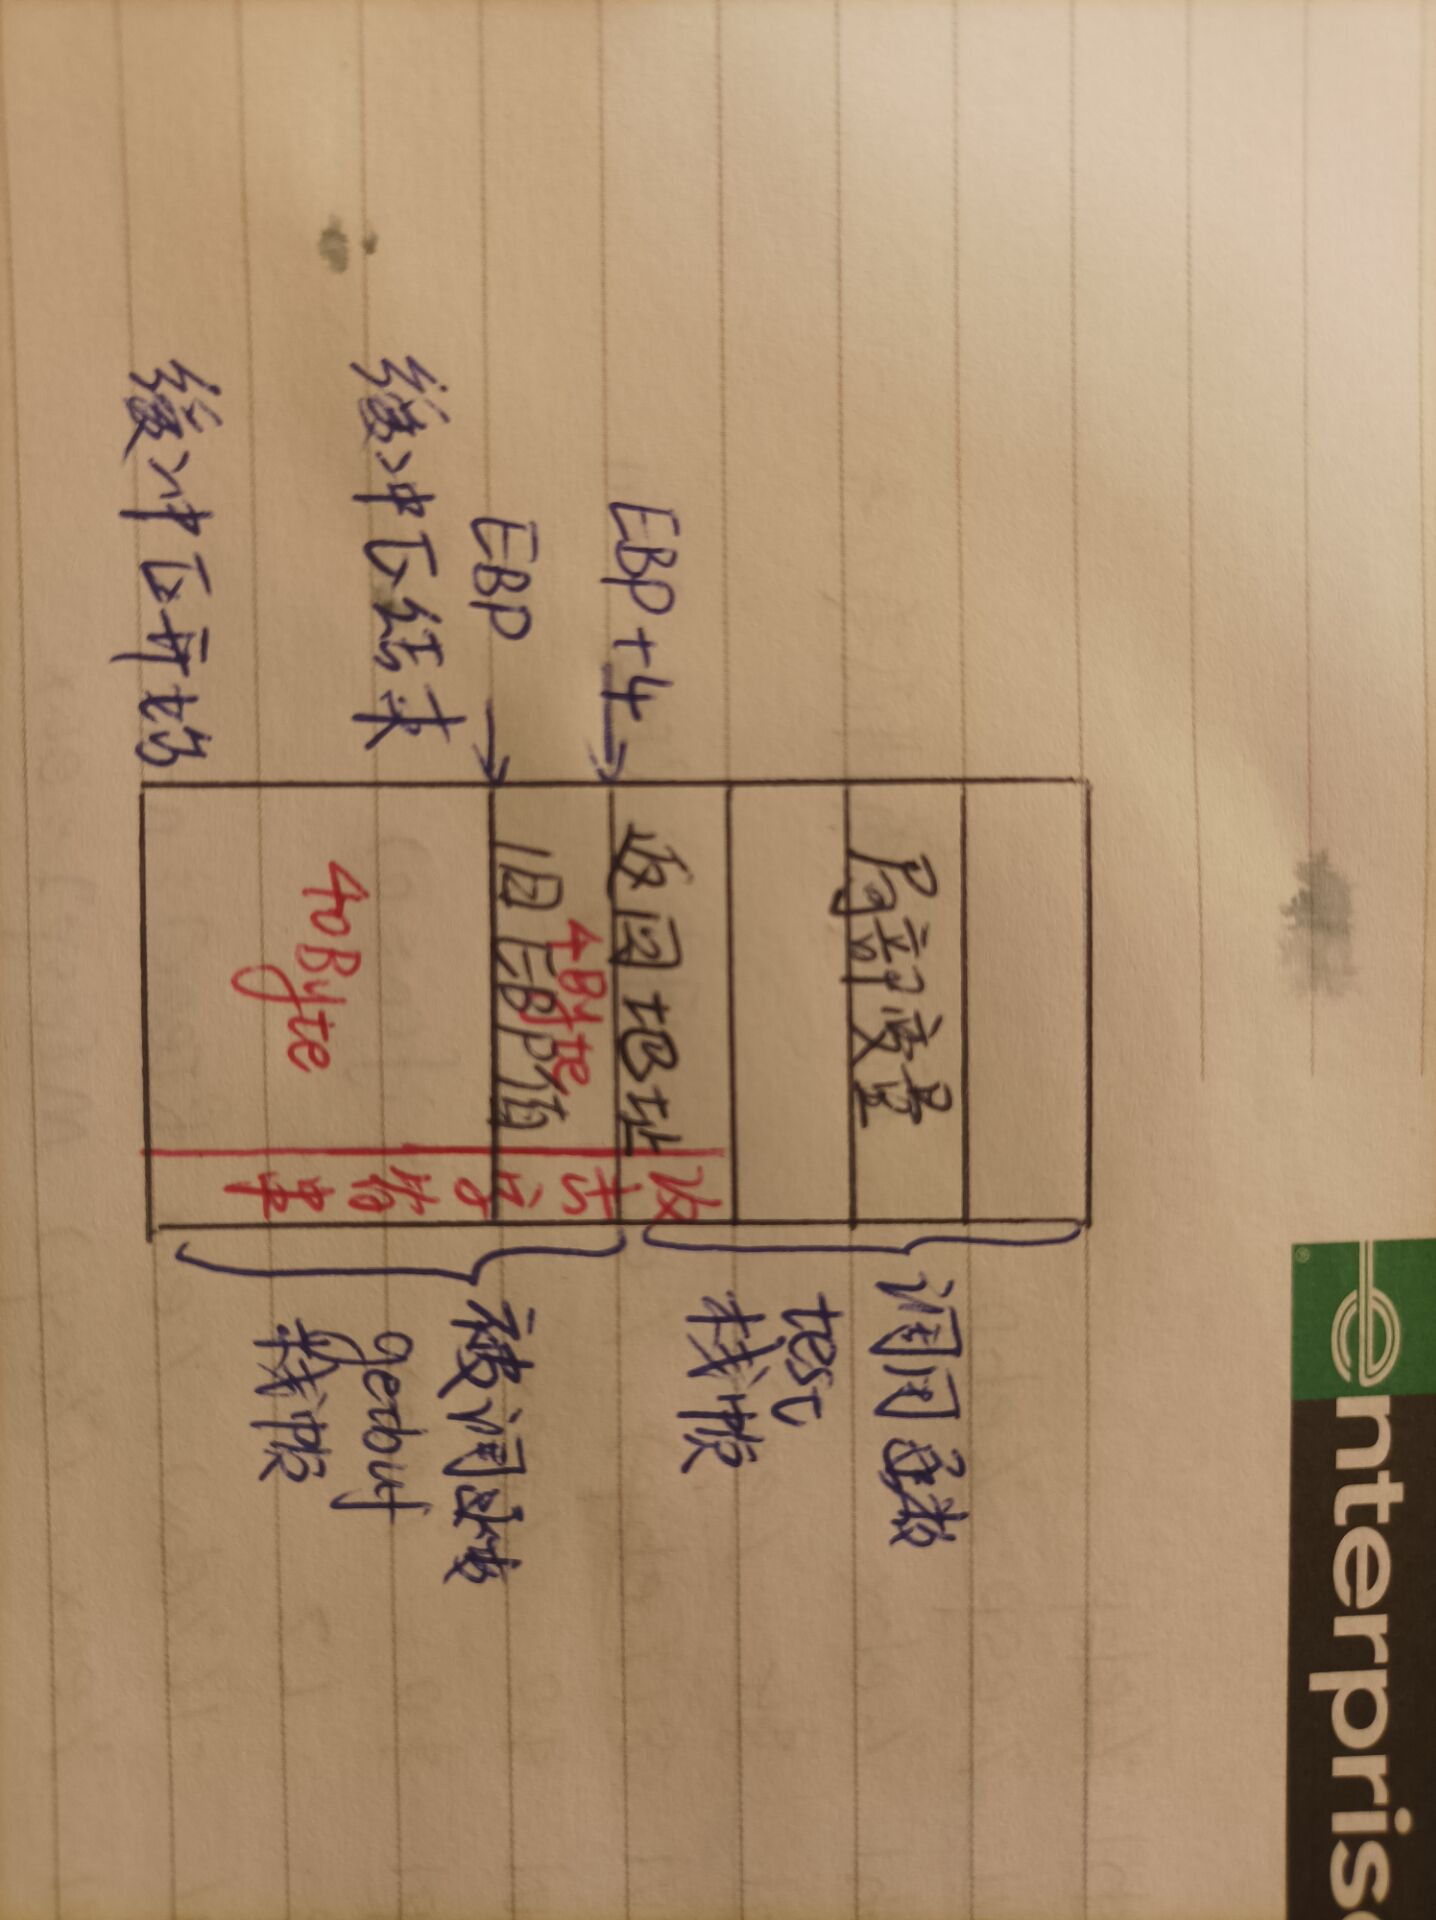 enterpris
局部变量
调用函数
test
栈帧
EBP+4
返回地址
EBP
旧EBP值
4Byte
缓冲区结束
被调函数
getbuf
栈帧
40Byte
缓冲区开始
攻击字符串